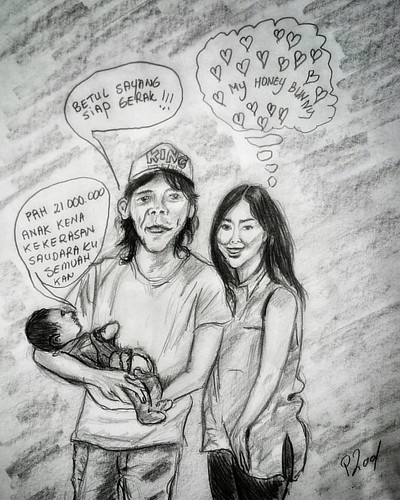 BETUL SAYANG
SIAP GERAK !!!
MY HONEY BUNNY
KING
PAH 21.000.000
ANAK KENA
KEKERASAN
SAUDARA KU
SEMUAH
KAN